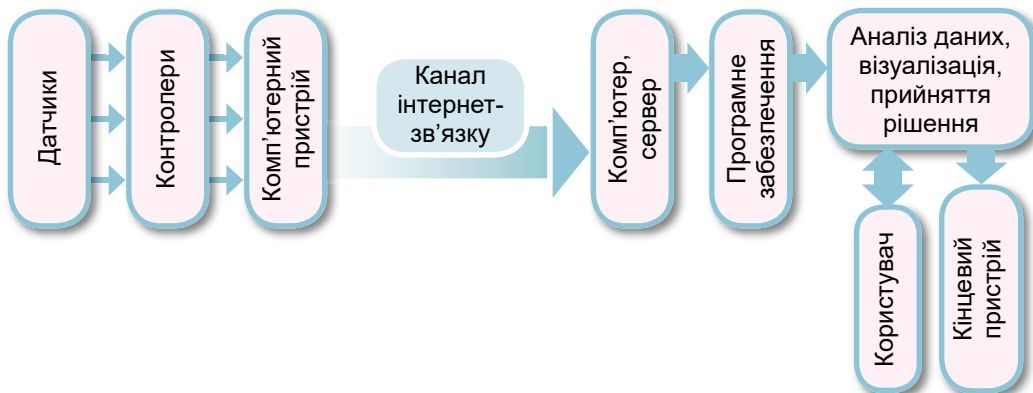 Датчики
Контролери
Комп'ютерний
пристрій
Канал
інтернет-
зв'язку
Комп'ютер,
сервер
Програмне
забезпечення
Аналіз даних,
візуалізація,
прийняття
рішення
Користувач
Кінцевий
пристрій